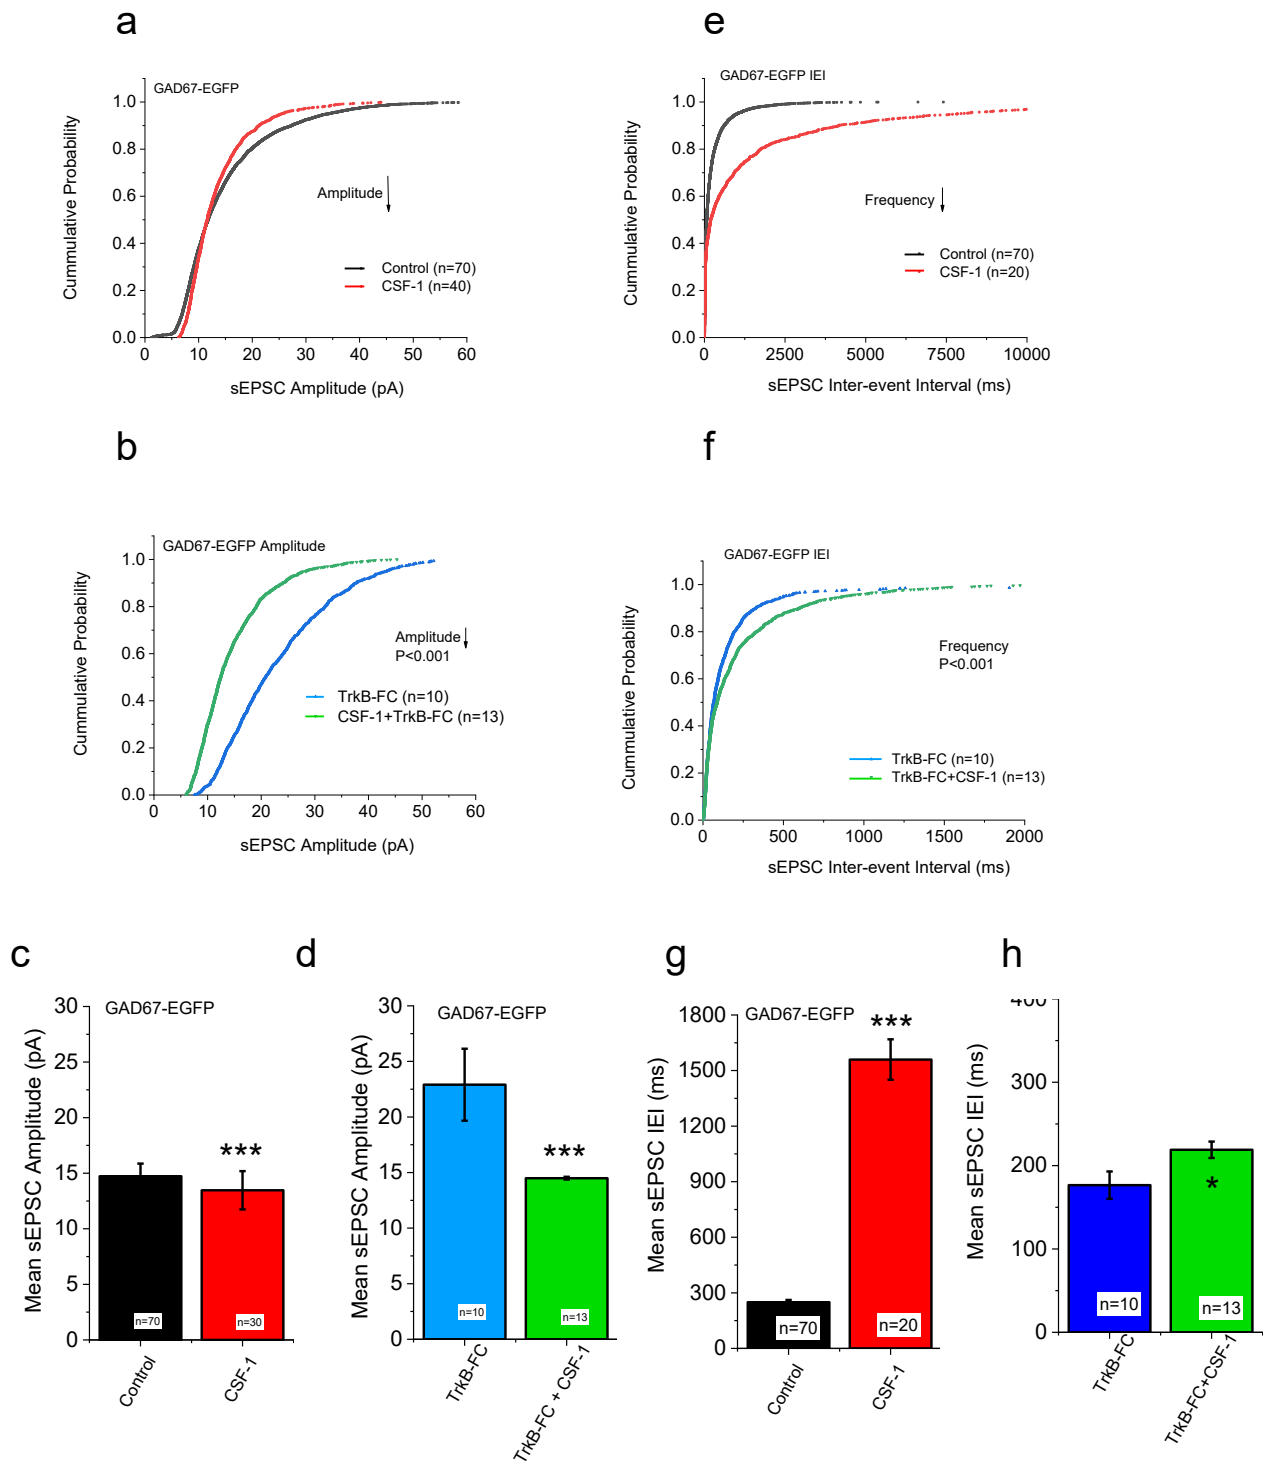 a
GAD67-EGFP
Cummulative Probability
1.0
0.8
0.6
0.4
0.2
0.0
Amplitude
Control (n=70)
CSF-1 (n=40)
0 10 20 30 40 50 60
sEPSC Amplitude (pA)
e
GAD67-EGFP IEI
Cummulative Probability
1.0
0.8
0.6
0.4
0.2
0.0
Frequency
Control (n=70)
CSF-1 (n=20)
0 2500 5000 7500 10000
sEPSC Inter-event Interval (ms)
b
GAD67-EGFP Amplitude
Cummulative Probability
1.0
0.8
0.6
0.4
0.2
0.0
Amplitude
P<0.001
TrkB-FC (n=10)
CSF-1+TrkB-FC (n=13)
0 10 20 30 40 50 60
sEPSC Amplitude (pA)
f
GAD67-EGFP IEI
Cummulative Probability
1.0
0.8
0.6
0.4
0.2
0.0
Frequency
P<0.001
TrkB-FC (n=10)
TrkB-FC+CSF-1 (n=13)
0 500 1000 1500 2000
sEPSC Inter-event Interval (ms)
c
GAD67-EGFP
Mean sEPSC Amplitude (pA)
30
25
20
15
10
5
0
***
n=70
n=30
Control
CSF-1
d
GAD67-EGFP
Mean sEPSC Amplitude (pA)
30
25
20
15
10
5
0
***
n=10
n=13
TrkB-FC
TrkB-FC + CSF-1
g
GAD67-EGFP
Mean sEPSC IEI (ms)
1800
1500
1200
900
600
300
0
***
n=70
n=20
Control
CSF-1
h
Mean sEPSC IEI (ms)
400
300
200
100
0
*
n=10
n=13
TrkB-FC
TrkB-FC+CSF-1